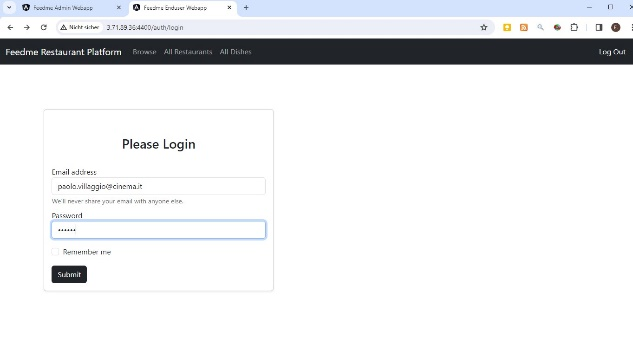 Feedme Admin Webapp
Feedme Enduser Webapp
Nicht sicher 3.71.89.36:4400/auth/login
Feedme Restaurant Platform Browse All Restaurants All Dishes Log Out
Please Login
Email address
paolo.villaggio@cinema.it
We'll never share your email with anyone else.
Password
••••••
Remember me
Submit